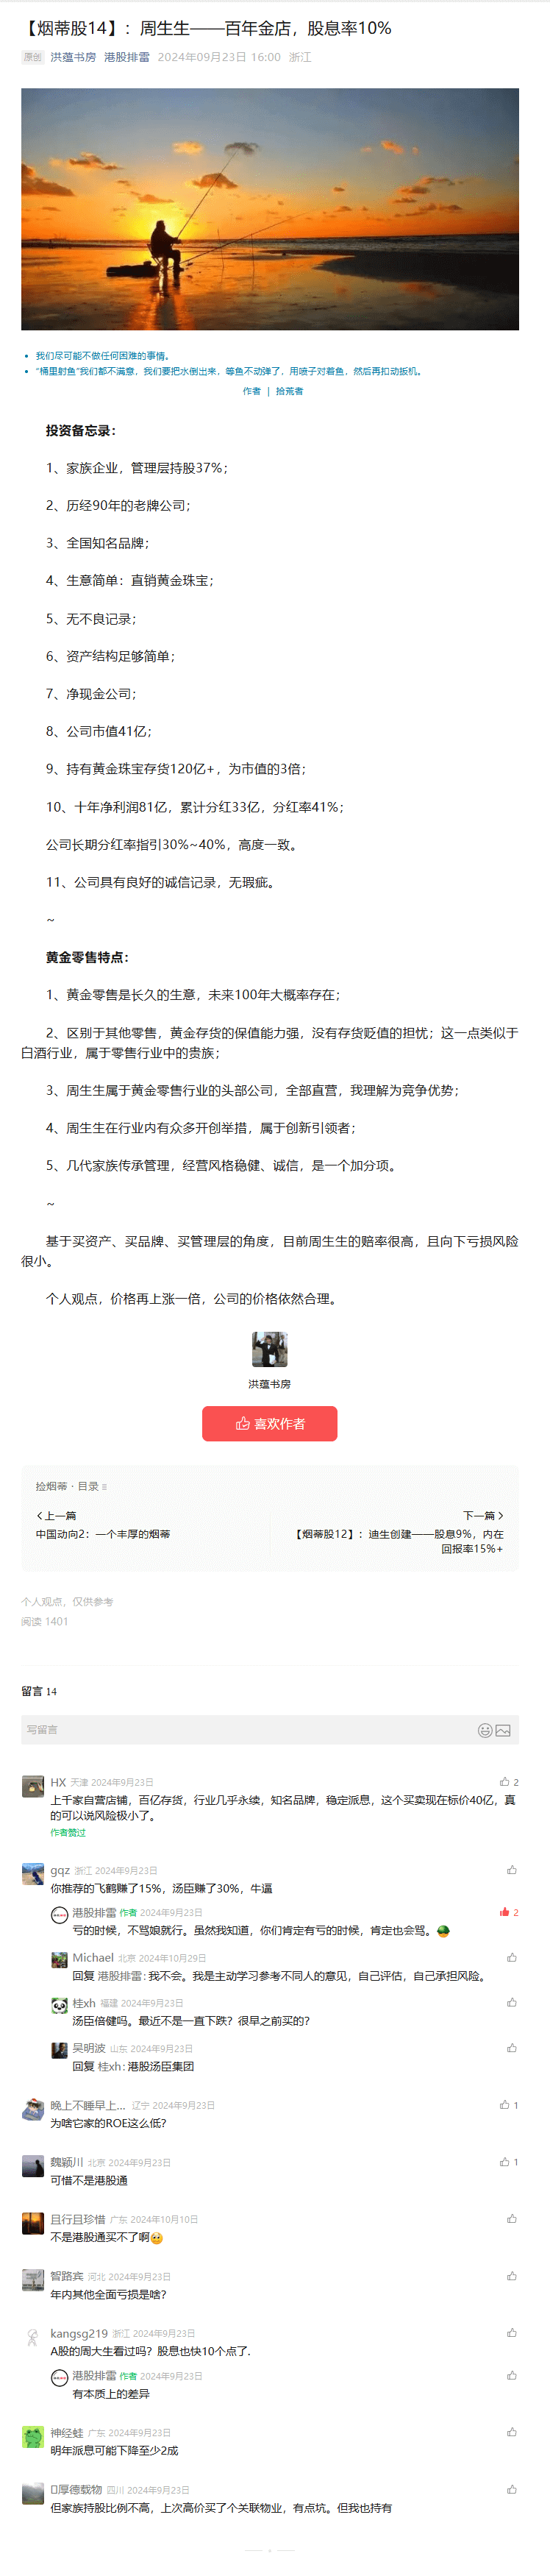 【烟蒂股14】：周生生——百年金店，股息率10%
原创 洪蕴书房 港股排雷 2024年09月23日 16:00 浙江
我们尽可能不做任何困难的事情。
“桶里射鱼”我们都不满意，我们要把水倒出来，等鱼不动弹了，用喷子对着鱼，然后再扣动扳机。
作者 | 拾荒者
投资备忘录：
1、家族企业，管理层持股37%；
2、历经90年的老牌公司；
3、全国知名品牌；
4、生意简单：直销黄金珠宝；
5、无不良记录；
6、资产结构足够简单；
7、净现金公司；
8、公司市值41亿；
9、持有黄金珠宝存货120亿+，为市值的3倍；
10、十年净利润81亿，累计分红33亿，分红率41%；
公司长期分红率指引30%~40%，高度一致。
11、公司具有良好的诚信记录，无瑕疵。
~
黄金零售特点：
1、黄金零售是长久的生意，未来100年大概率存在；
2、区别于其他零售，黄金存货的保值能力强，没有存货贬值的担忧；这一点类似于
白酒行业，属于零售行业中的贵族；
3、周生生属于黄金零售行业的头部公司，全部直营，我理解为竞争优势；
4、周生生在行业内有众多开创举措，属于创新引领者；
5、几代家族传承管理，经营风格稳健、诚信，是一个加分项。
~
基于买资产、买品牌、买管理层的角度，目前周生生的赔率很高，且向下亏损风险
很小。
个人观点，价格再上涨一倍，公司的价格依然合理。
洪蕴书房
喜欢作者
捡烟蒂 · 目录
上一篇
下一篇
中国动向2：一个丰厚的烟蒂
【烟蒂股12】：迪生创建——股息9%，内在
回报率15%+
个人观点，仅供参考
阅读 1401
留言 14
写留言
HX 天津 2024年9月23日 2
上千家自营店铺，百亿存货，行业几乎永续，知名品牌，稳定派息，这个买卖现在标价40亿，真
的可以说风险极小了。
作者赞过
gqz 浙江 2024年9月23日
你推荐的飞鹤赚了15%，汤臣赚了30%，牛逼
港股排雷 作者 2024年9月23日 2
亏的时候，不骂娘就行。虽然我知道，你们肯定有亏的时候，肯定也会骂。
Michael 北京 2024年10月29日
回复 港股排雷：我不会。我是主动学习参考不同人的意见，自己评估，自己承担风险。
桂xh 福建 2024年9月23日
汤臣倍健吗。最近不是一直下跌？很早之前买的？
吴明波 山东 2024年9月23日
回复 桂xh：港股汤臣集团
晚上不睡早上... 辽宁 2024年9月23日 1
为啥它家的ROE这么低？
魏颖川 北京 2024年9月23日 1
可惜不是港股通
且行且珍惜 广东 2024年10月10日
不是港股通买不了啊
智路宾 河北 2024年9月23日
年内其他全面亏损是啥？
kangsg219 浙江 2024年9月23日
A股的周大生看过吗？股息也快10个点了.
港股排雷 作者 2024年9月23日
有本质上的差异
神经蛙 广东 2024年9月23日
明年派息可能下降至少2成
厚德载物 四川 2024年9月23日
但家族持股比例不高，上次高价买了个关联物业，有点坑。但我也持有